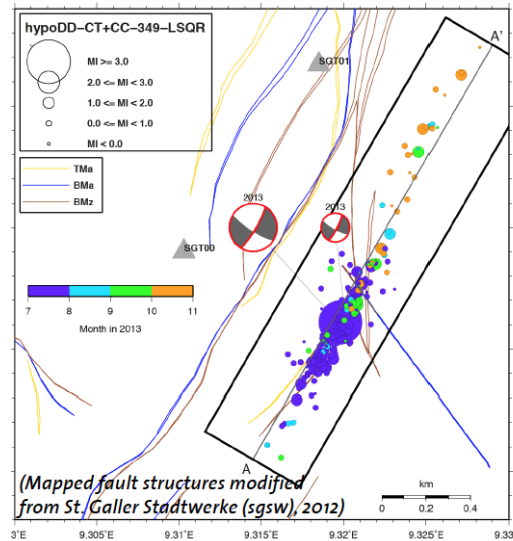 hypoDD-CT+CC-349-LSQR
Ml >= 3.0
2.0 <= Ml < 3.0
1.0 <= Ml < 2.0
0.0 <= Ml < 1.0
Ml < 0.0
TMa
BMa
BMz
SGT01
A'
2013
2013
SGT00
7 8 9 10 11
Month in 2013
A
(Mapped fault structures modified
from St. Galler Stadtwerke (sgsw), 2012)
km
0 0.2 0.4
3'E 9.305'E 9.31'E 9.315'E 9.32'E 9.325'E 9.33